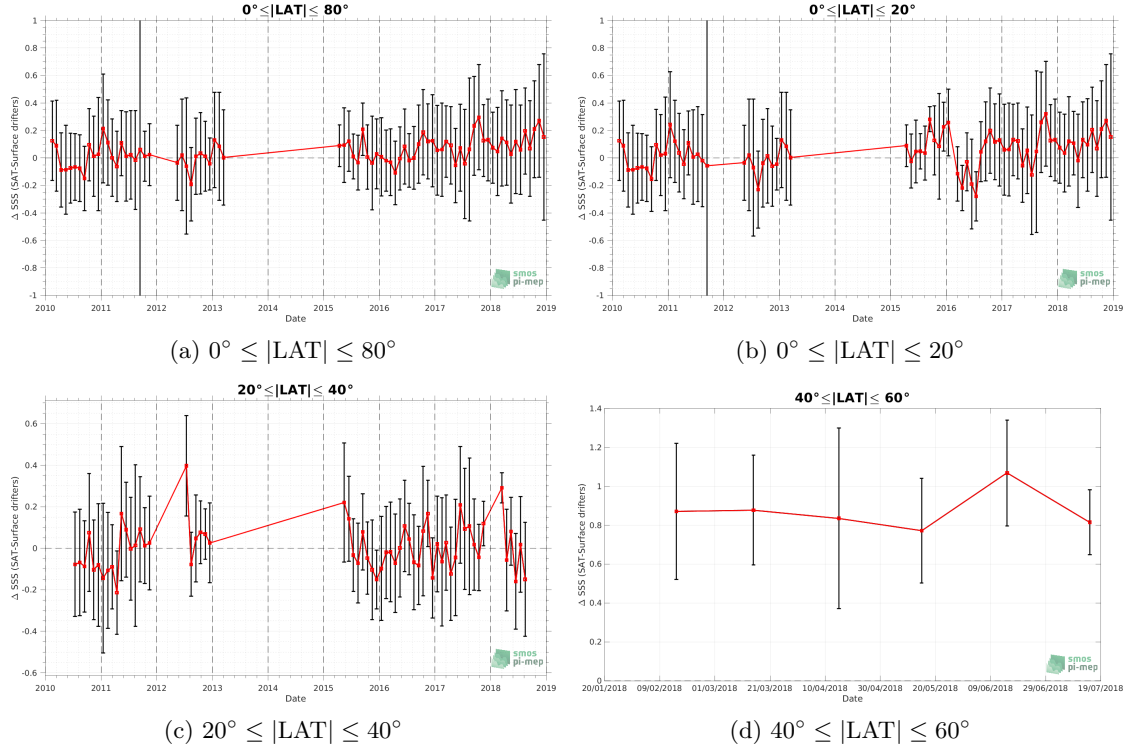 0°≤|LAT|≤ 80°
1
0.8
0.6
0.4
0.2
0
-0.2
-0.4
-0.6
-0.8
-1
Δ SSS (SAT-Surface drifters)
2010 2011 2012 2013 2014 2015 2016 2017 2018 2019
Date
smos
pi-mep
(a) 0° ≤ |LAT| ≤ 80°
0°≤|LAT|≤ 20°
1
0.8
0.6
0.4
0.2
0
-0.2
-0.4
-0.6
-0.8
-1
Δ SSS (SAT-Surface drifters)
2010 2011 2012 2013 2014 2015 2016 2017 2018 2019
Date
smos
pi-mep
(b) 0° ≤ |LAT| ≤ 20°
20°≤|LAT|≤ 40°
0.6
0.4
0.2
0
-0.2
-0.4
-0.6
Δ SSS (SAT-Surface drifters)
2010 2011 2012 2013 2014 2015 2016 2017 2018 2019
Date
smos
pi-mep
(c) 20° ≤ |LAT| ≤ 40°
40°≤|LAT|≤ 60°
1.4
1.2
1
0.8
0.6
0.4
0.2
0
Δ SSS (SAT-Surface drifters)
20/01/2018 09/02/2018 01/03/2018 21/03/2018 10/04/2018 30/04/2018 20/05/2018 09/06/2018 29/06/2018 19/07/2018
Date
smos
pi-mep
(d) 40° ≤ |LAT| ≤ 60°